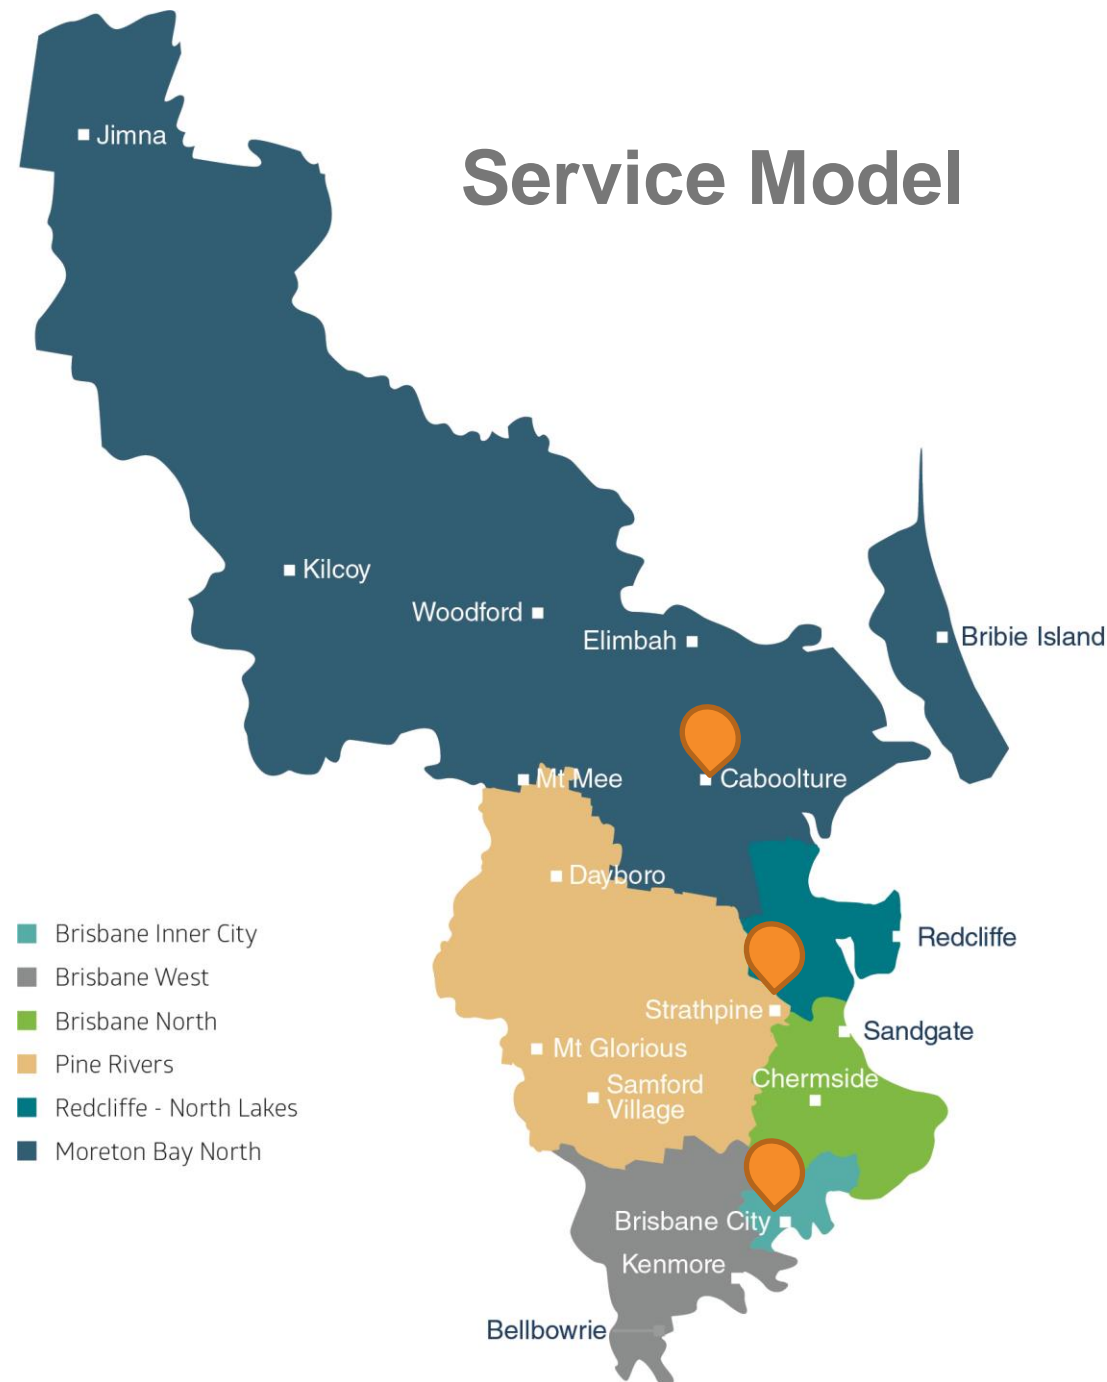 Jimna
Service Model
Kilcoy
Woodford
Elimbah
Bribie Island
Mt Mee
Caboolture
Dayboro
Brisbane Inner City
Brisbane West
Brisbane North
Pine Rivers
Redcliffe - North Lakes
Moreton Bay North
Redcliffe
Strathpine
Sandgate
Mt Glorious
Chermside
Samford
Village
Brisbane City
Kenmore
Bellbowrie